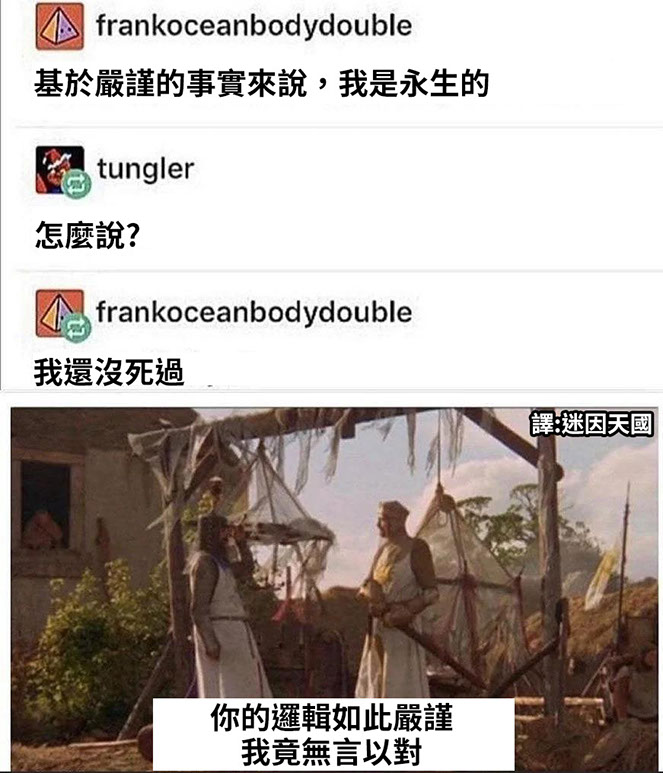 frankoceanbodydouble
基於嚴謹的事實來說，我是永生的
tungler
怎麼說?
frankoceanbodydouble
我還沒死過
譯:迷因天國
你的邏輯如此嚴謹
我竟無言以對